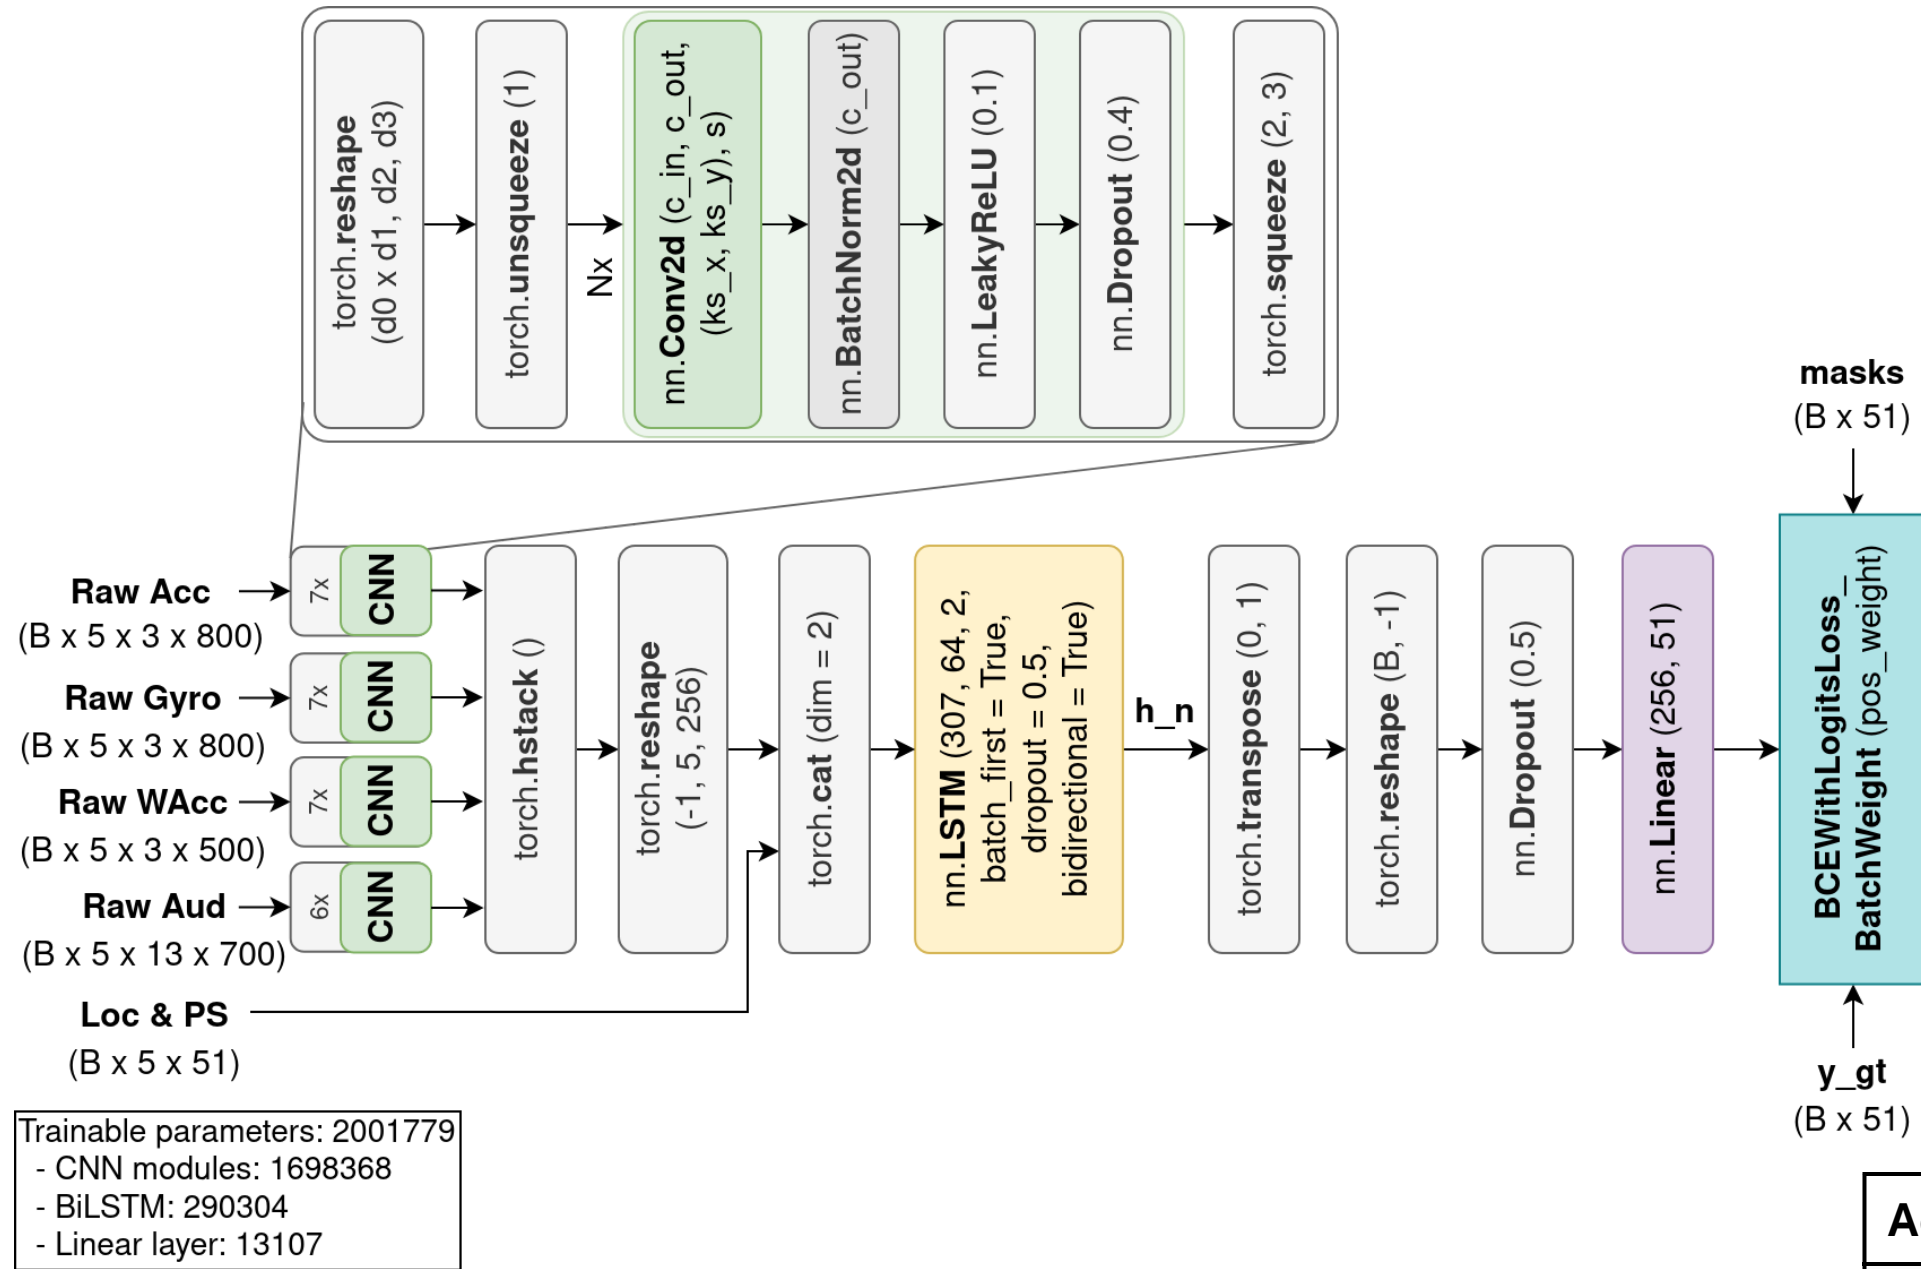 torch.reshape
(d0 x d1, d2, d3)
torch.unsqueeze (1)
Nx
nn.Conv2d (c_in, c_out,
(ks_x, ks_y), s)
nn.BatchNorm2d (c_out)
nn.LeakyReLU (0.1)
nn.Dropout (0.4)
torch.squeeze (2, 3)
Raw Acc
(B x 5 x 3 x 800)
7x
CNN
Raw Gyro
(B x 5 x 3 x 800)
7x
CNN
Raw WAcc
(B x 5 x 3 x 500)
7x
CNN
Raw Aud
(B x 5 x 13 x 700)
6x
CNN
Loc & PS
(B x 5 x 51)
torch.hstack ()
torch.reshape
(-1, 5, 256)
torch.cat (dim = 2)
nn.LSTM (307, 64, 2,
batch_first = True,
dropout = 0.5,
bidirectional = True)
h_n
torch.transpose (0, 1)
torch.reshape (B, -1)
nn.Dropout (0.5)
nn.Linear (256, 51)
masks
(B x 51)
BCEWithLogitsLoss_
BatchWeight (pos_weight)
y_gt
(B x 51)
Trainable parameters: 2001779
- CNN modules: 1698368
- BiLSTM: 290304
- Linear layer: 13107